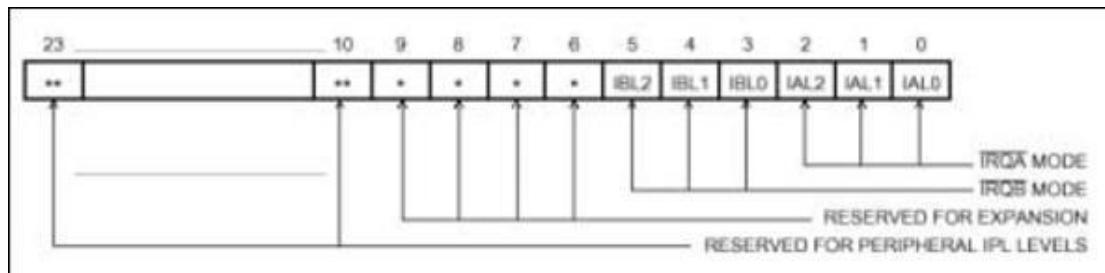 23 10 9 8 7 6 5 4 3 2 1 0
** ** * * * * IBL2 IBL1 IBL0 IAL2 IAL1 IAL0
IRQA MODE
IRQB MODE
RESERVED FOR EXPANSION
RESERVED FOR PERIPHERAL IPL LEVELS